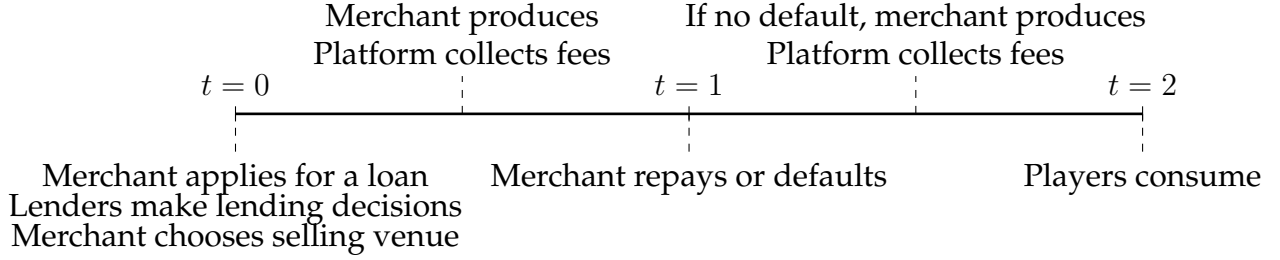 Merchant produces
Platform collects fees
If no default, merchant produces
Platform collects fees
t = 0
t = 1
t = 2
Merchant applies for a loan
Lenders make lending decisions
Merchant chooses selling venue
Merchant repays or defaults
Players consume